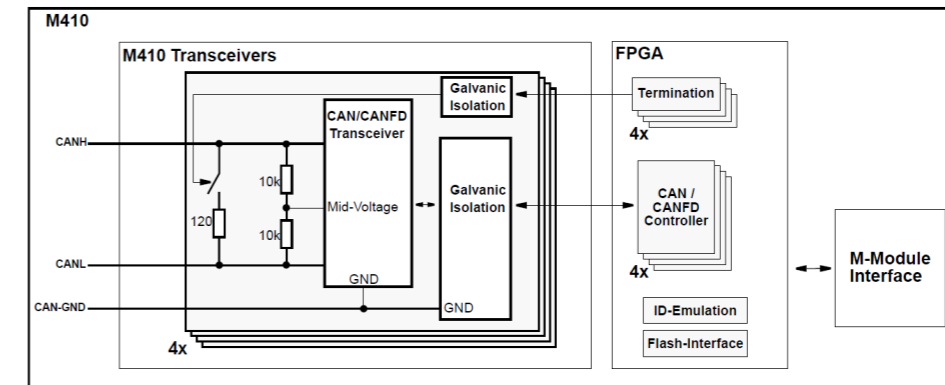 M410
M410 Transceivers
FPGA
Galvanic
Isolation
Termination
4x
CAN/CANFD
Transceiver
CANH
10k
Mid-Voltage
120
10k
Galvanic
Isolation
CAN /
CANFD
Controller
4x
CANL
GND
CAN-GND
GND
4x
ID-Emulation
Flash-Interface
M-Module
Interface